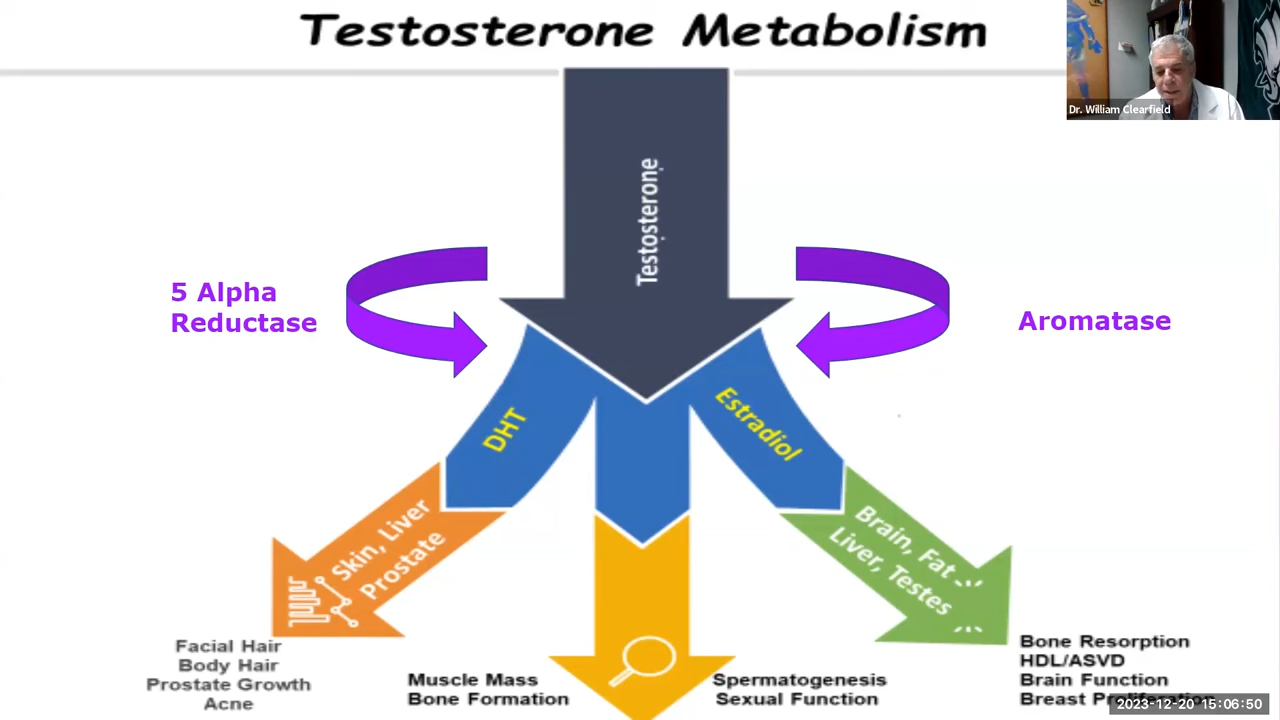 Testosterone Metabolism
Dr. William Clearfield
Testosterone
5 Alpha
Reductase
Aromatase
DHT
Estradiol
Skin, Liver
Prostate
Brain, Fat
Liver, Testes
Facial Hair
Body Hair
Prostate Growth
Acne
Muscle Mass
Bone Formation
Spermatogenesis
Sexual Function
Bone Resorption
HDL/ASVD
Brain Function
Breast Proliferation
2023-12-20 15:06:50